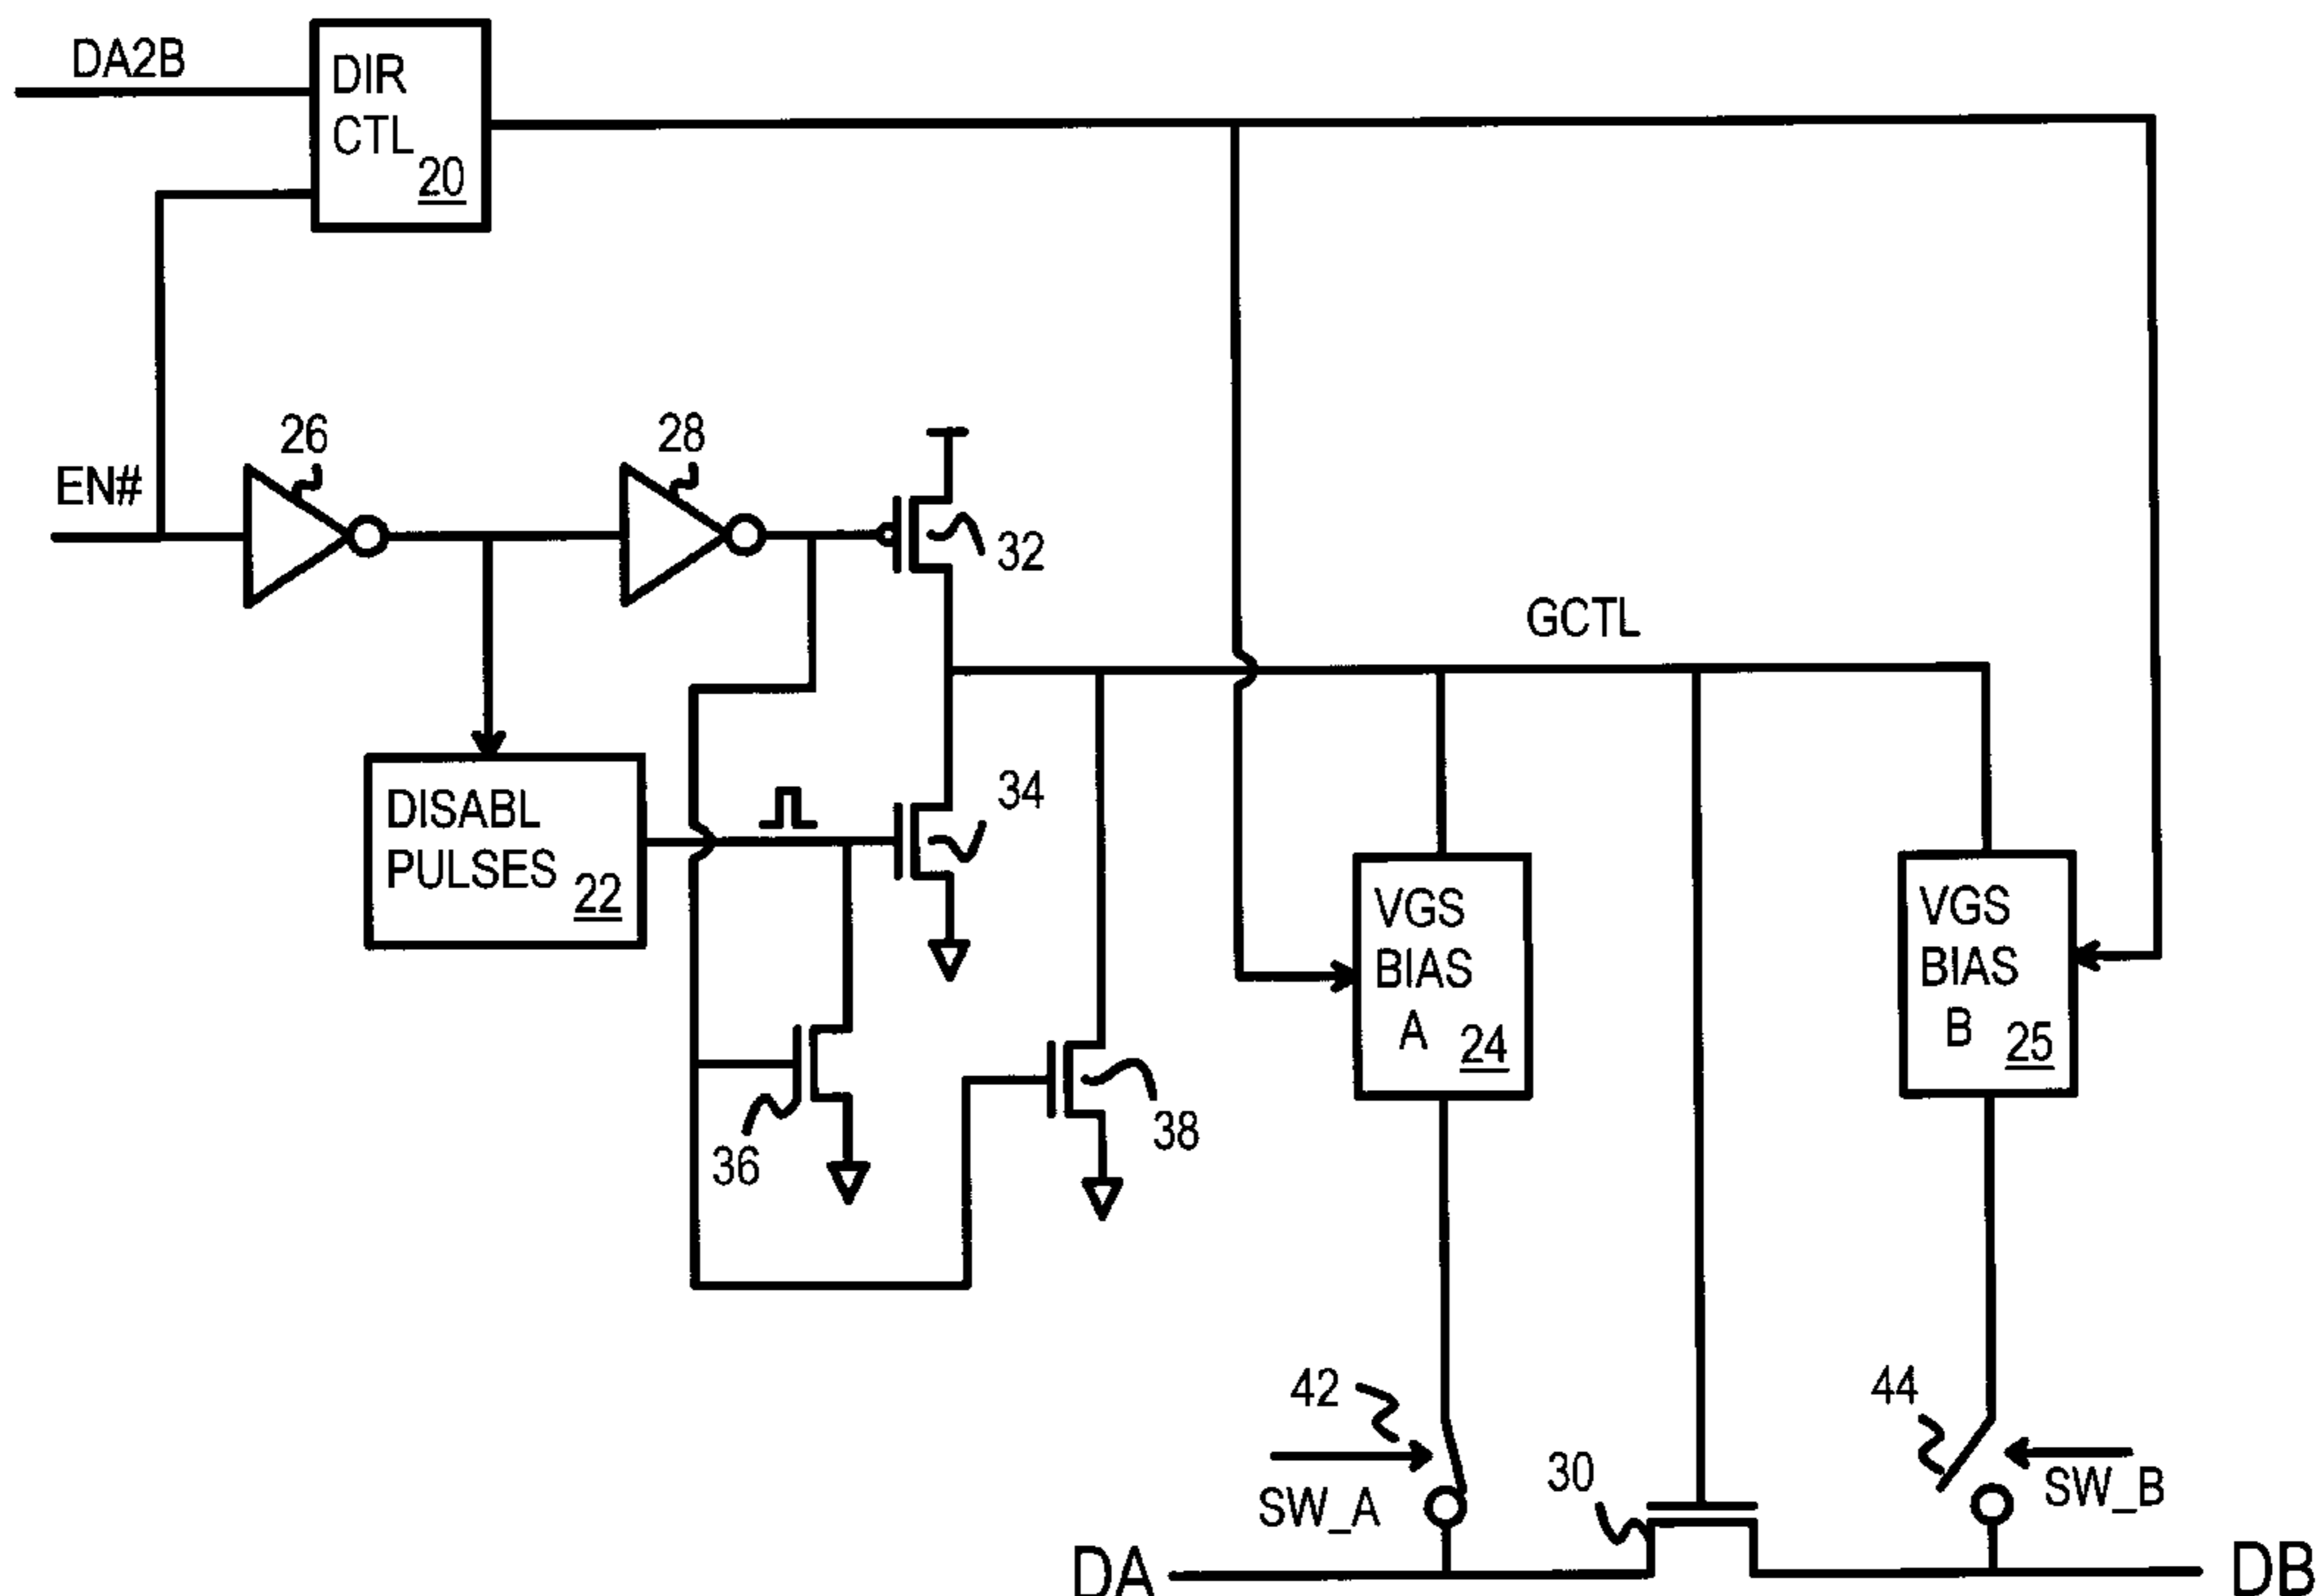 DA2B
DIR
CTL
20
EN#
26
28
32
GCTL
DISABL
PULSES
22
34
36
38
VGS
BIAS
A
24
VGS
BIAS
B
25
42
SW_A
30
44
SW_B
DA
DB